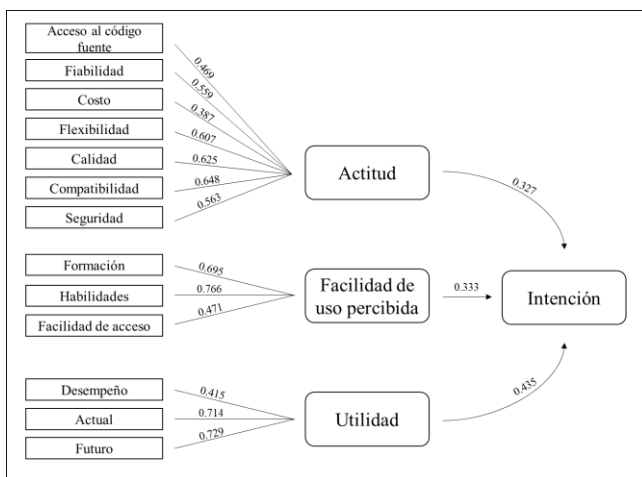 Acceso al código
fuente
0.469
Fiabilidad
0.559
Costo
0.387
Flexibilidad
0.607
Calidad
0.625
Compatibilidad
0.648
Seguridad
0.563
Actitud
0.327
Formación
0.695
Habilidades
0.766
Facilidad de acceso
0.471
Facilidad de
uso percibida
0.333
Intención
Desempeño
0.415
Actual
0.714
Futuro
0.729
Utilidad
0.435